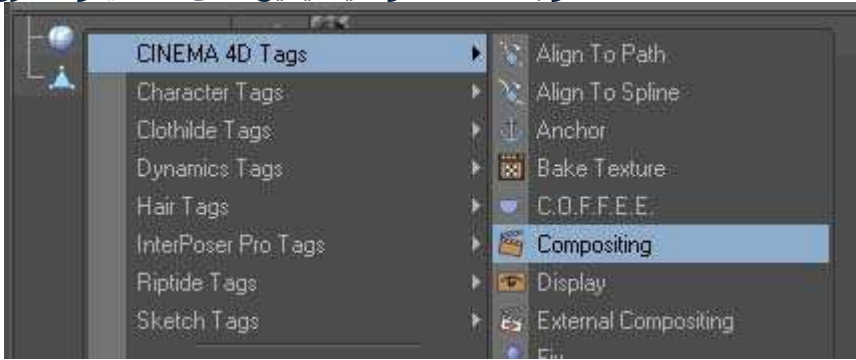 CINEMA 4D Tags
Character Tags
Clothilde Tags
Dynamics Tags
Hair Tags
InterPoser Pro Tags
Riptide Tags
Sketch Tags
Align To Path
Align To Spline
Anchor
Bake Texture
C.O.F.F.E.E.
Compositing
Display
External Compositing